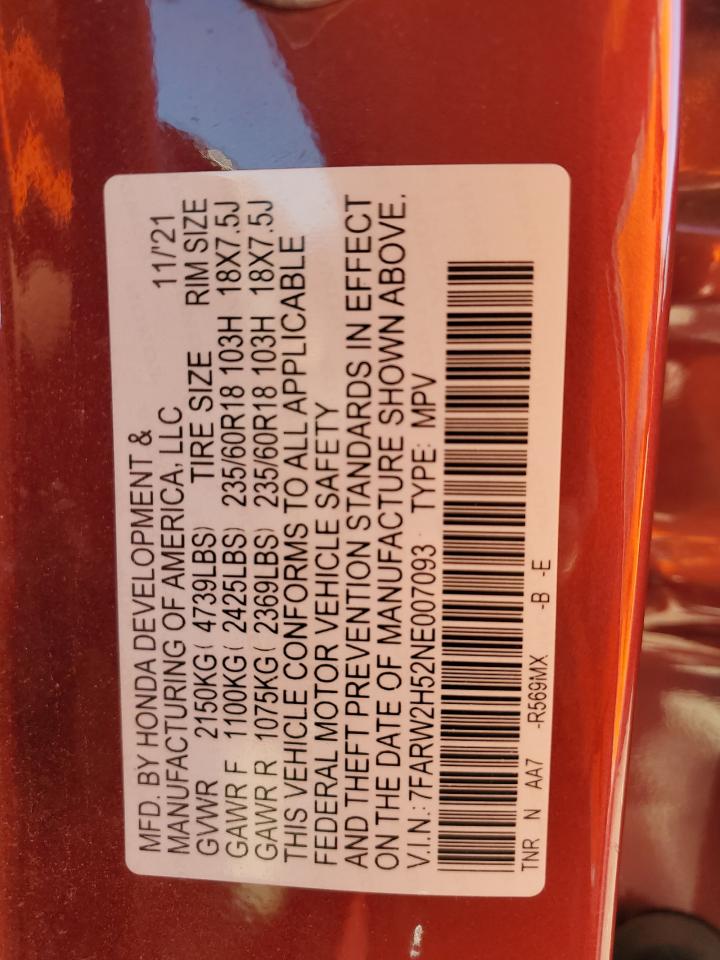 MFD. BY HONDA DEVELOPMENT &
MANUFACTURING OF AMERICA, LLC 11/'21
GVWR 2150KG( 4739LBS) TIRE SIZE RIM SIZE
GAWR F 1100KG( 2425LBS) 235/60R18 103H 18X7.5J
GAWR R 1075KG( 2369LBS) 235/60R18 103H 18X7.5J
THIS VEHICLE CONFORMS TO ALL APPLICABLE
FEDERAL MOTOR VEHICLE SAFETY
AND THEFT PREVENTION STANDARDS IN EFFECT
ON THE DATE OF MANUFACTURE SHOWN ABOVE.
V.I.N.: 7FARW2H52NE007093 TYPE: MPV
TNR N AA7 -R569MX -B -E